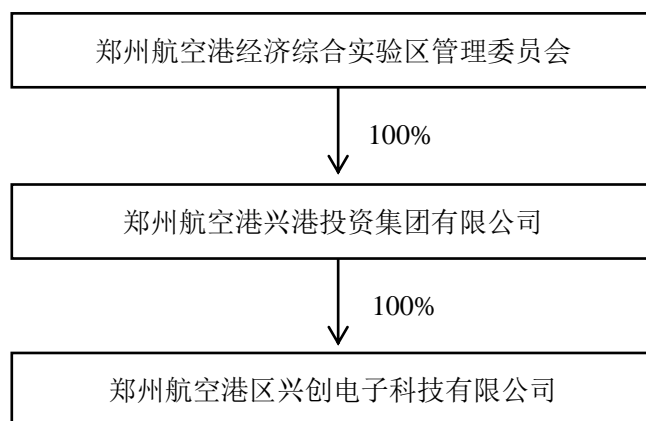 郑州航空港经济综合实验区管理委员会
100%
郑州航空港兴港投资集团有限公司
100%
郑州航空港区兴创电子科技有限公司